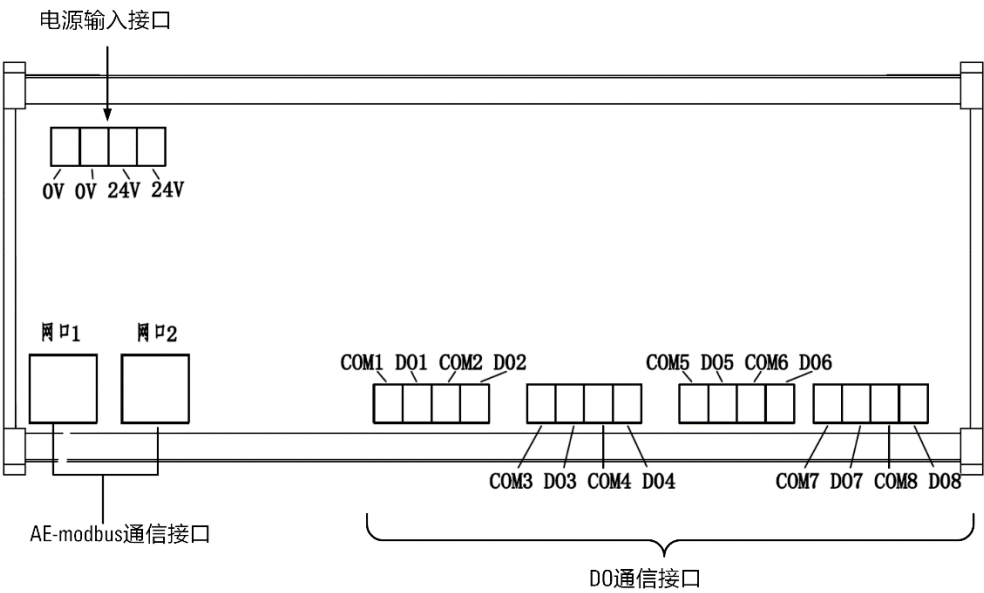 电源输入接口
0V 0V 24V 24V
网口1 网口2
COM1 DO1 COM2 DO2
COM5 DO5 COM6 DO6
COM3 DO3 COM4 DO4
COM7 DO7 COM8 DO8
AE-modbus通信接口
DO通信接口